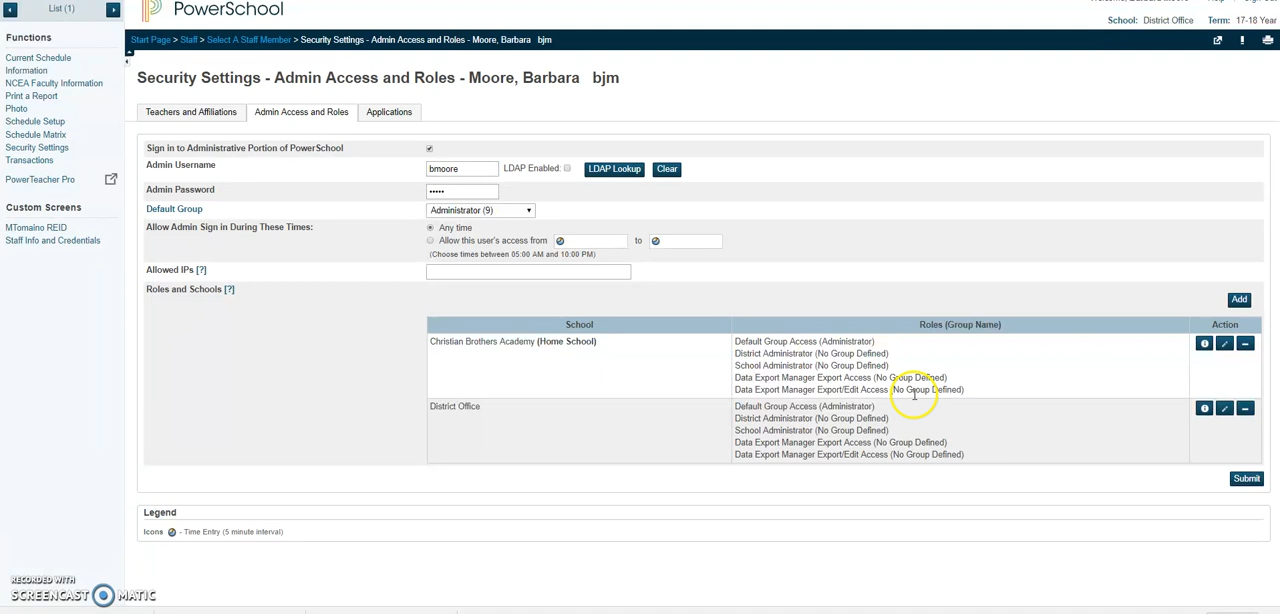 List (1)
PowerSchool
Welcome, Barbara Moore Help Sign Out
School: District Office Term: 17-18 Year
Start Page > Staff > Select A Staff Member > Security Settings - Admin Access and Roles - Moore, Barbara bjm
Functions
Current Schedule
Information
NCEA Faculty Information
Print a Report
Photo
Schedule Setup
Schedule Matrix
Security Settings
Transactions
PowerTeacher Pro
Custom Screens
MTomaino REID
Staff Info and Credentials
Security Settings - Admin Access and Roles - Moore, Barbara bjm
Teachers and Affiliations Admin Access and Roles Applications
Sign in to Administrative Portion of PowerSchool
Admin Username bmoore LDAP Enabled: LDAP Lookup Clear
Admin Password •••••
Default Group Administrator (9)
Allow Admin Sign in During These Times: Any time
Allow this user's access from to
(Choose times between 05:00 AM and 10:00 PM)
Allowed IPs [?]
Roles and Schools [?]
Add
School Roles (Group Name) Action
Christian Brothers Academy (Home School) Default Group Access (Administrator)
District Administrator (No Group Defined)
School Administrator (No Group Defined)
Data Export Manager Export Access (No Group Defined)
Data Export Manager Export/Edit Access (No Group Defined)
District Office Default Group Access (Administrator)
District Administrator (No Group Defined)
School Administrator (No Group Defined)
Data Export Manager Export Access (No Group Defined)
Data Export Manager Export/Edit Access (No Group Defined)
Submit
Legend
Icons - Time Entry (5 minute interval)
RECORDED WITH
SCREENCAST MATIC